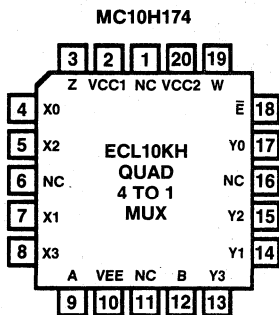 MC10H174
3 2 1 20 19
Z VCC1 NC VCC2 W
4 X0 E̅ 18
5 X2 Y0 17
ECL10KH
6 NC QUAD NC 16
4 TO 1
7 X1 MUX Y2 15
8 X3 Y1 14
A VEE NC B Y3
9 10 11 12 13